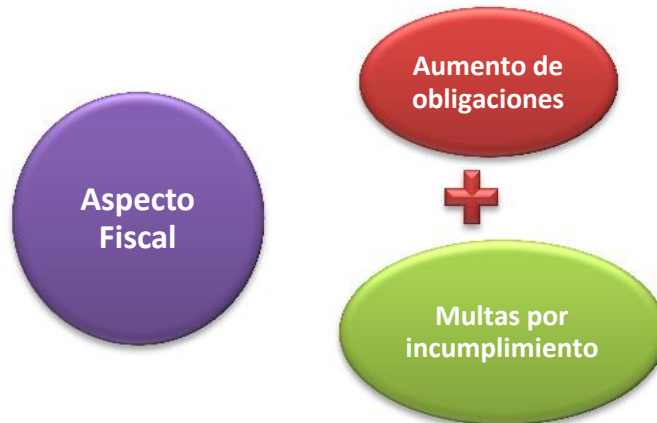 Aspecto
Fiscal
Aumento de
obligaciones
Multas por
incumplimiento